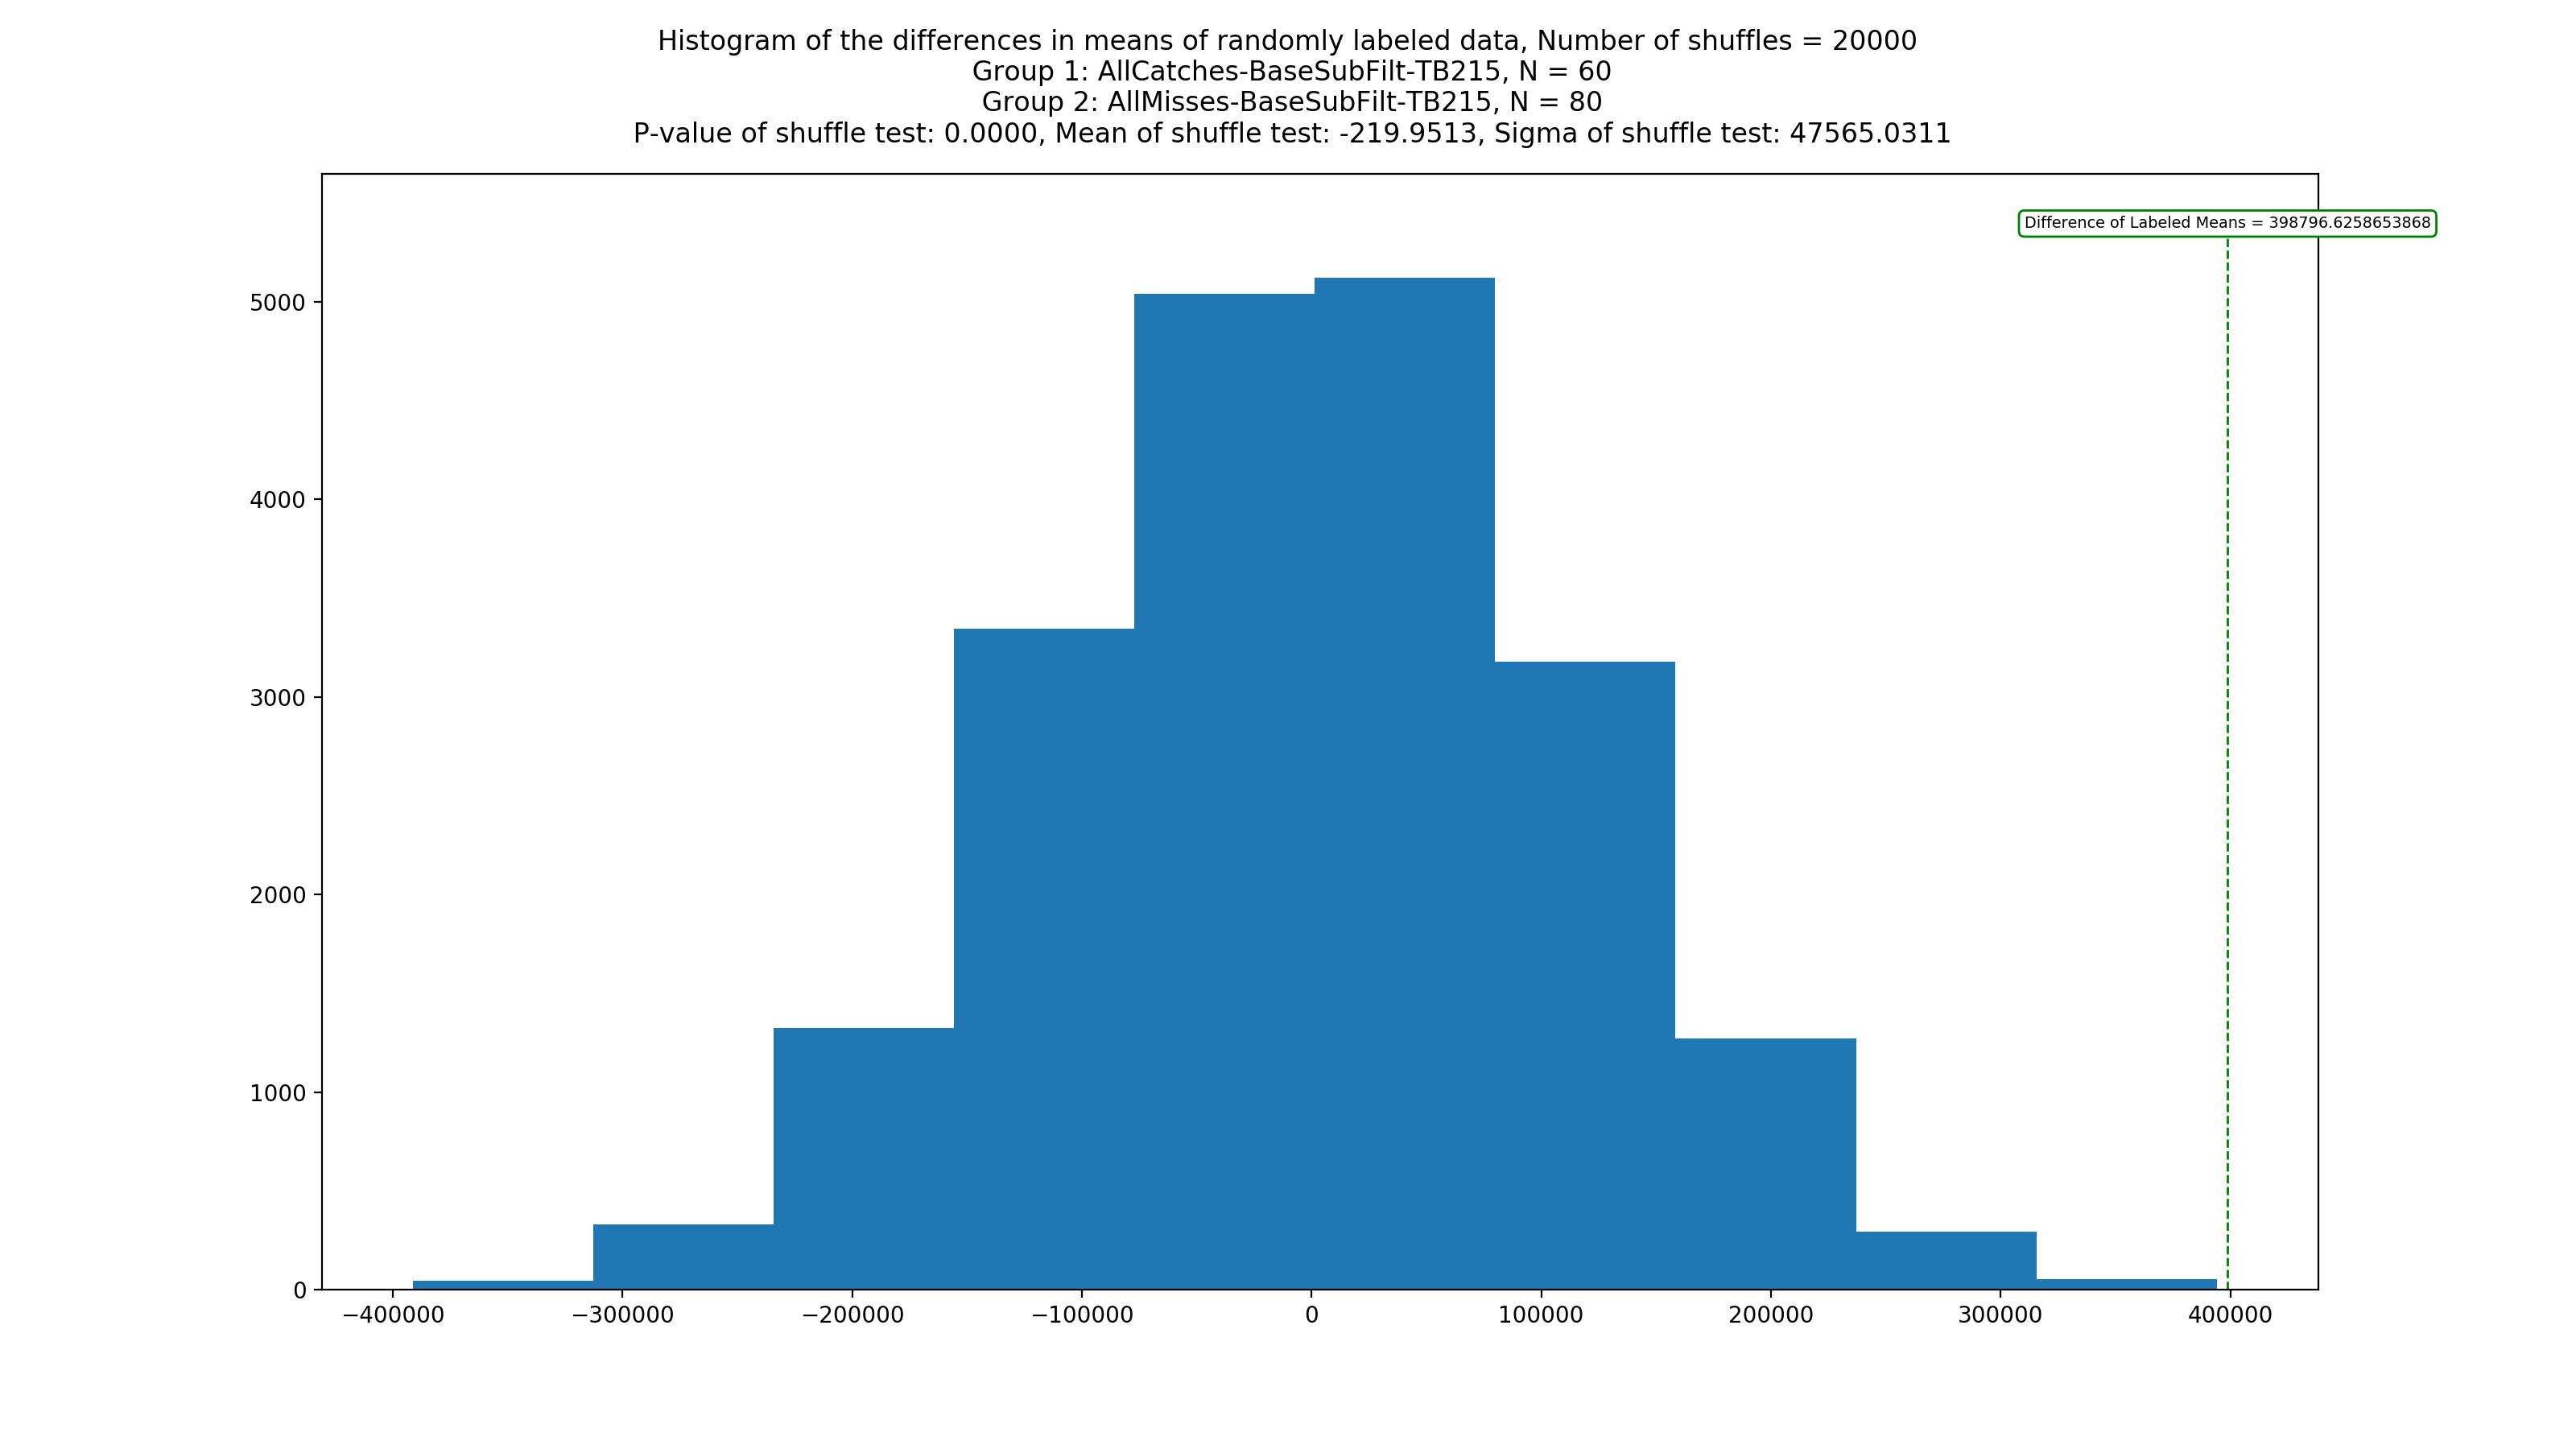 Histogram of the differences in means of randomly labeled data, Number of shuffles = 20000
Group 1: AllCatches-BaseSubFilt-TB215, N = 60
Group 2: AllMisses-BaseSubFilt-TB215, N = 80
P-value of shuffle test: 0.0000, Mean of shuffle test: -219.9513, Sigma of shuffle test: 47565.0311
Difference of Labeled Means = 398796.6258653868
5000
4000
3000
2000
1000
0
−400000 −300000 −200000 −100000 0 100000 200000 300000 400000